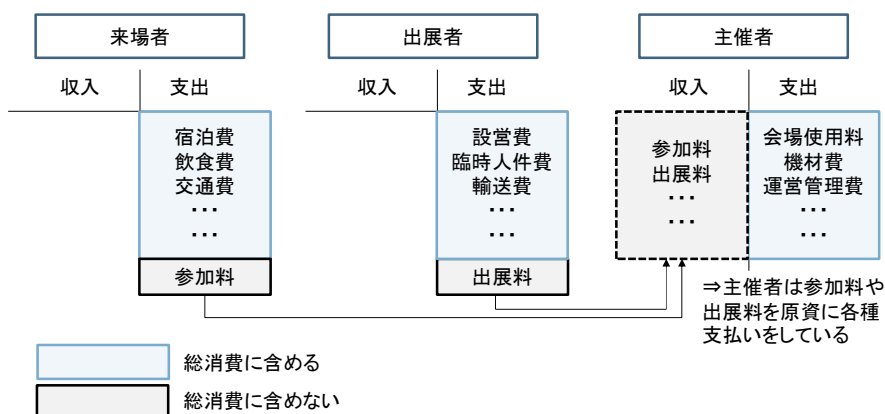 来場者
収入
支出
宿泊費
飲食費
交通費
…
…
参加料
出展者
収入
支出
設営費
臨時人件費
輸送費
…
…
出展料
主催者
収入
支出
参加料
出展料
…
…
会場使用料
機材費
運営管理費
…
…
⇒主催者は参加料や
出展料を原資に各種
支払いをしている
総消費に含める
総消費に含めない